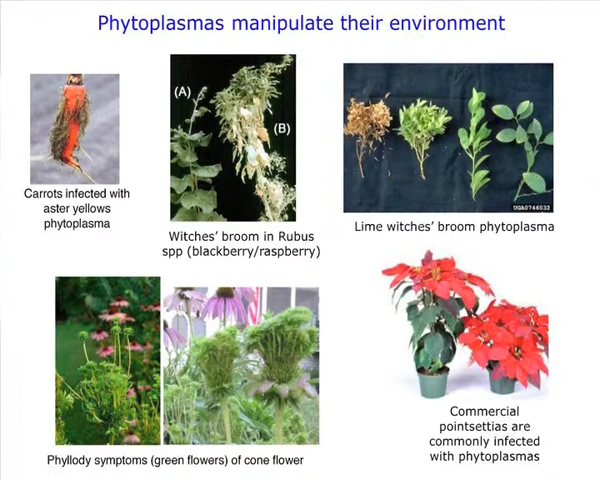 Phytoplasmas manipulate their environment
(A)
(B)
UGA0746032
Carrots infected with
aster yellows
phytoplasma
Witches' broom in Rubus
spp (blackberry/raspberry)
Lime witches' broom phytoplasma
Phyllody symptoms (green flowers) of cone flower
Commercial
pointsettias are
commonly infected
with phytoplasmas